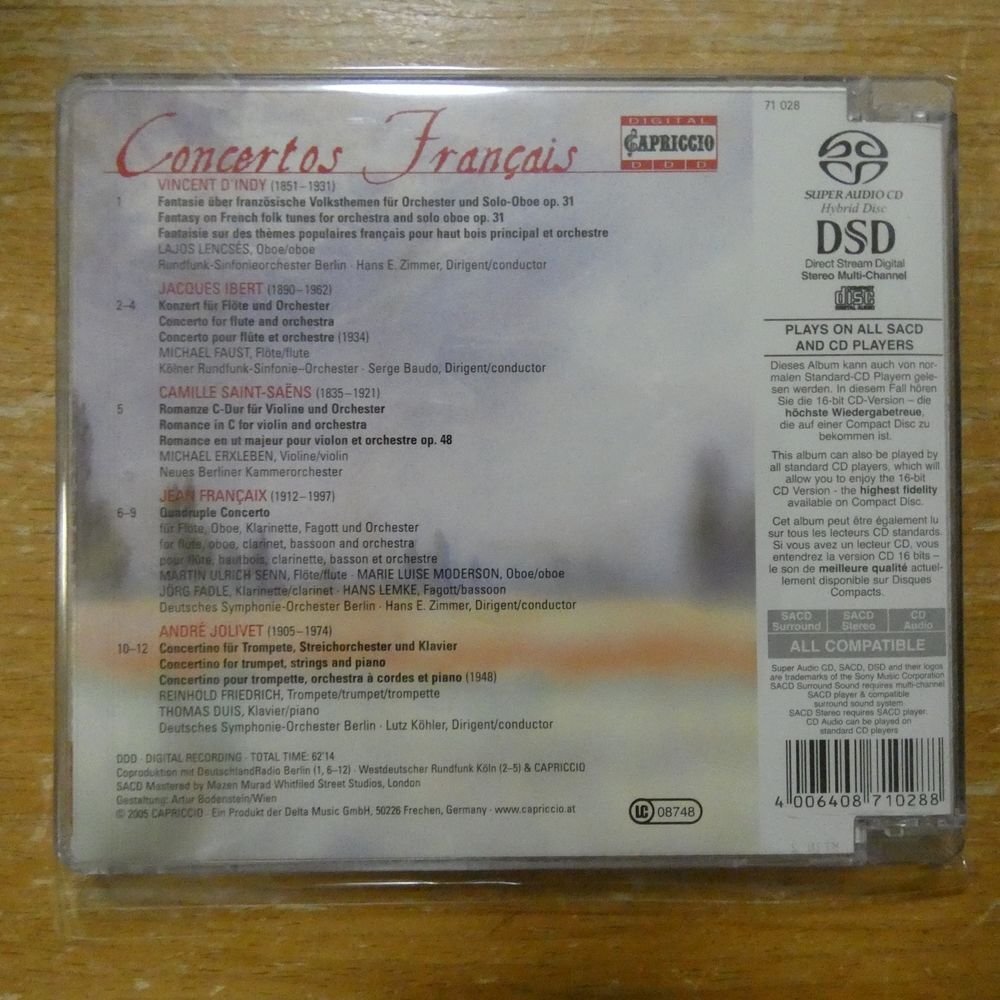 Concertos Français
DIGITAL
CAPRICCIO
DDD
VINCENT D'INDY (1851–1931)
1 Fantasie über französische Volksthemen für Orchester und Solo-Oboe op. 31
Fantasy on French folk tunes for orchestra and solo oboe op. 31
Fantaisie sur des thèmes populaires français pour haut bois principal et orchestre
LAJOS LENCSÉS, Oboe/oboe
Rundfunk-Sinfonieorchester Berlin · Hans E. Zimmer, Dirigent/conductor
JACQUES IBERT (1890–1962)
2–4 Konzert für Flöte und Orchester
Concerto for flute and orchestra
Concerto pour flûte et orchestre (1934)
MICHAEL FAUST, Flöte/flute
Kölner Rundfunk-Sinfonie-Orchester · Serge Baudo, Dirigent/conductor
CAMILLE SAINT-SAËNS (1835–1921)
5 Romanze C-Dur für Violine und Orchester
Romance in C for violin and orchestra
Romance en ut majeur pour violon et orchestre op. 48
MICHAEL ERXLEBEN, Violine/violin
Neues Berliner Kammerorchester
JEAN FRANÇAIX (1912–1997)
6–9 Quadruple Concerto
für Flöte, Oboe, Klarinette, Fagott und Orchester
for flute, oboe, clarinet, bassoon and orchestra
pour flûte, hautbois, clarinette, basson et orchestre
MARTIN ULRICH SENN, Flöte/flute · MARIE LUISE MODERSON, Oboe/oboe
JÖRG FADLE, Klarinette/clarinet · HANS LEMKE, Fagott/bassoon
Deutsches Symphonie-Orchester Berlin · Hans E. Zimmer, Dirigent/conductor
ANDRÉ JOLIVET (1905–1974)
10–12 Concertino für Trompete, Streichorchester und Klavier
Concertino for trumpet, strings and piano
Concertino pour trompette, orchestra à cordes et piano (1948)
REINHOLD FRIEDRICH, Trompete/trumpet/trompette
THOMAS DUIS, Klavier/piano
Deutsches Symphonie-Orchester Berlin · Lutz Köhler, Dirigent/conductor
DDD · DIGITAL RECORDING · TOTAL TIME: 62'14
Coproduktion mit DeutschlandRadio Berlin (1, 6–12) · Westdeutscher Rundfunk Köln (2–5) & CAPRICCIO
SACD Mastered by Mazen Murad Whitfiled Street Studios, London
Gestaltung: Artur Bodenstein/Wien
© 2005 CAPRICCIO · Ein Produkt der Delta Music GmbH, 50226 Frechen, Germany · www.capriccio.at
LC 08748
71 028
SUPER AUDIO CD
Hybrid Disc
DSD
Direct Stream Digital
Stereo Multi-Channel
disc
PLAYS ON ALL SACD
AND CD PLAYERS
Dieses Album kann auch von nor-
malen Standard-CD Playern gele-
sen werden. In diesem Fall hören
Sie die 16-bit CD-Version – die
höchste Wiedergabetreue,
die auf einer Compact Disc zu
bekommen ist.
This album can also be played by
all standard CD players, which will
allow you to enjoy the 16-bit
CD Version - the highest fidelity
available on Compact Disc.
Cet album peut être également lu
sur tous les lecteurs CD standards.
Si vous avez un lecteur CD, vous
entendrez la version CD 16 bits –
le son de meilleure qualité actuel-
lement disponible sur Disques
Compacts.
SACD Surround
SACD Stereo
CD Audio
ALL COMPATIBLE
Super Audio CD, SACD, DSD and their logos
are trademarks of the Sony Music Corporation
SACD Surround Sound requires multi-channel
SACD player & compatible
surround sound system.
SACD Stereo requires SACD player.
CD Audio can be played on
standard CD players
4 006408 710288